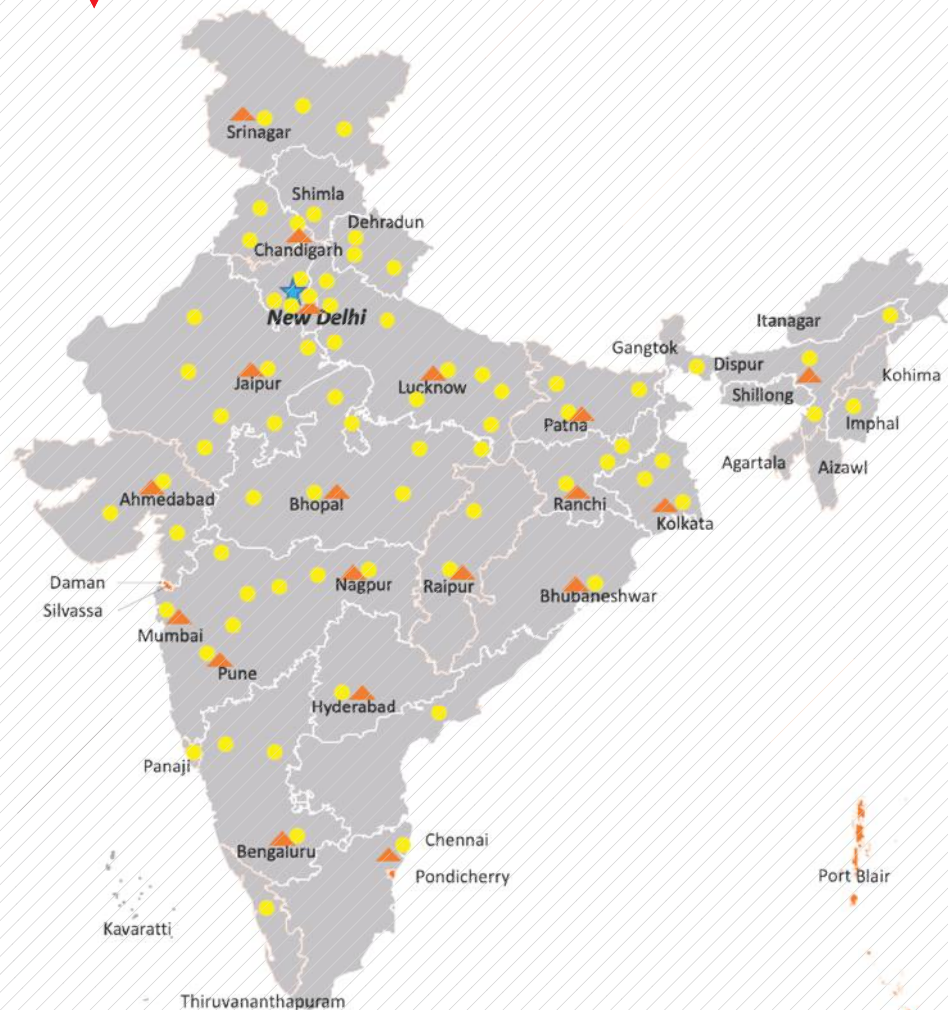 Srinagar
Shimla
Dehradun
Chandigarh
New Delhi
Itanagar
Gangtok
Dispur
Kohima
Jaipur
Lucknow
Shillong
Patna
Imphal
Agartala
Aizawl
Ahmedabad
Bhopal
Ranchi
Kolkata
Daman
Nagpur
Raipur
Bhubaneshwar
Silvassa
Mumbai
Pune
Hyderabad
Panaji
Chennai
Bengaluru
Pondicherry
Port Blair
Kavaratti
Thiruvananthapuram